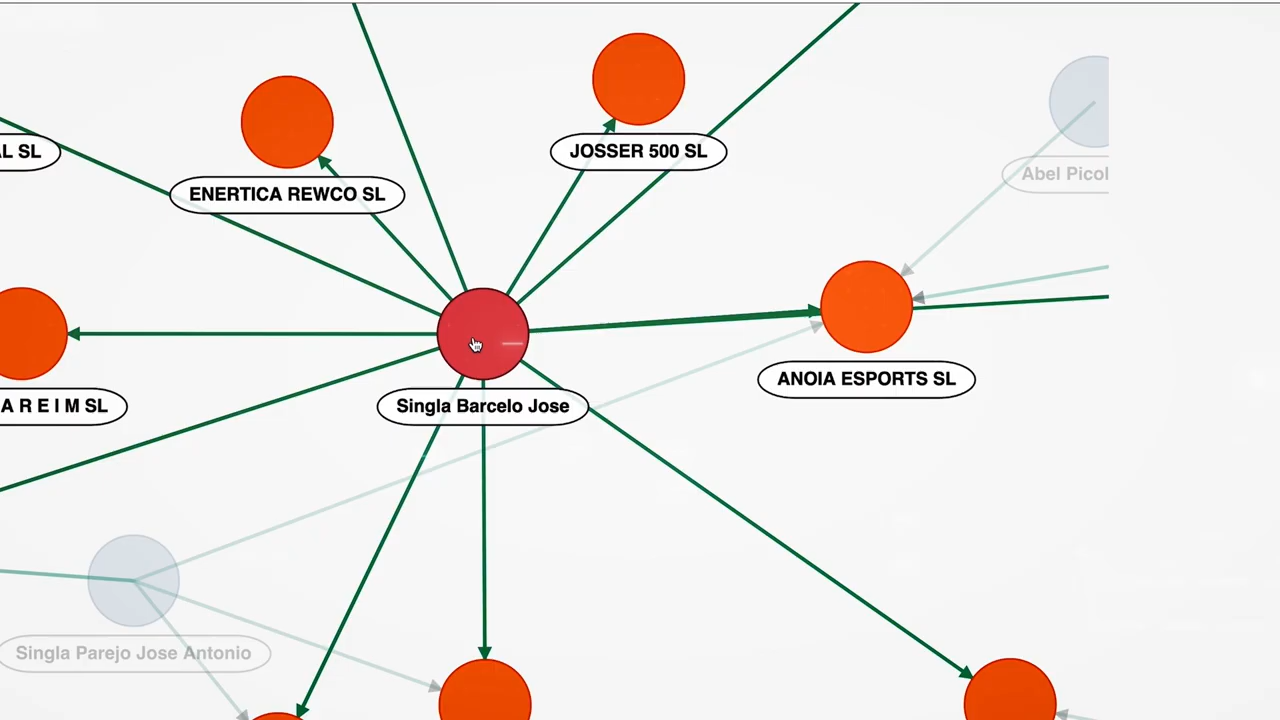 JOSSER 500 SL
L SL
Abel Picol
ENERTICA REWCO SL
ANOIA ESPORTS SL
A R E I M SL
Singla Barcelo Jose
Singla Parejo Jose Antonio